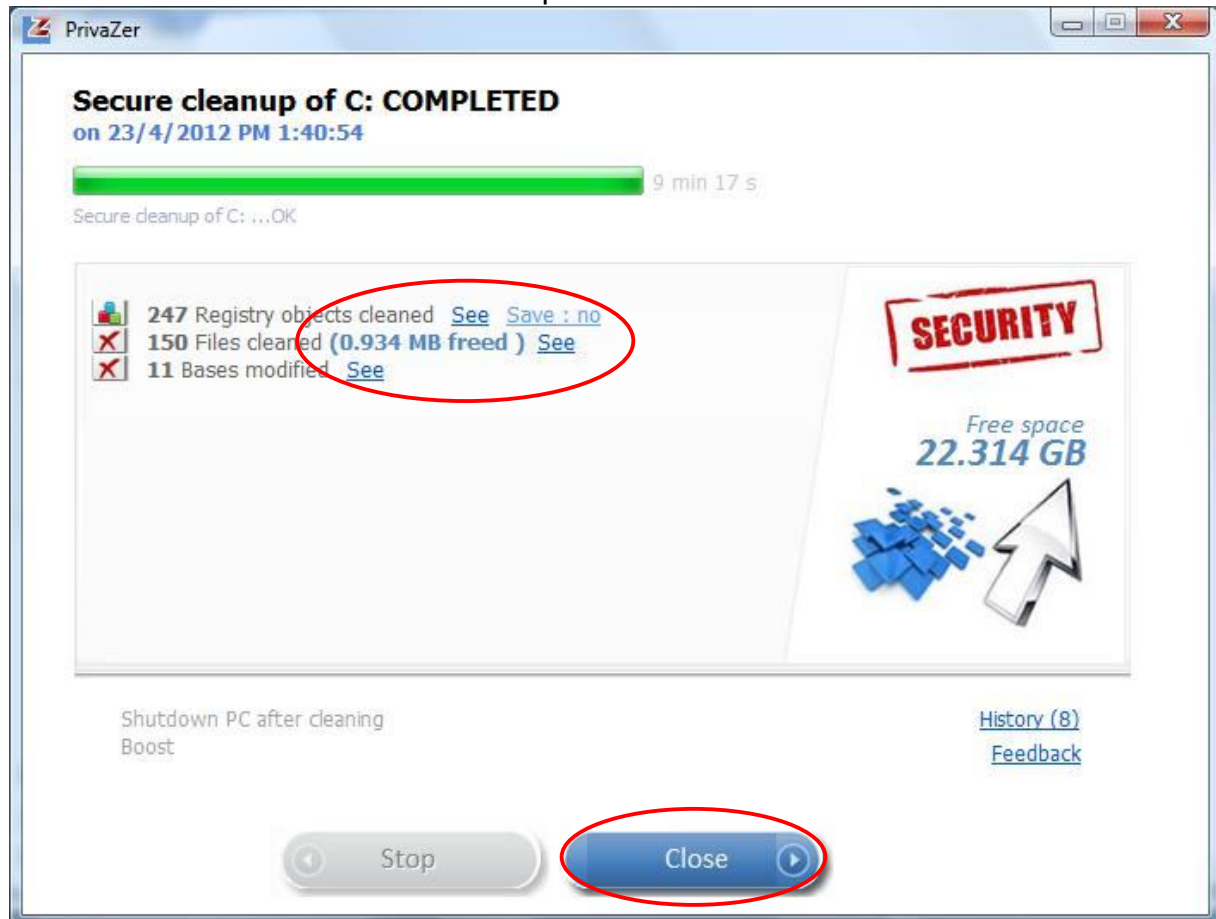 PrivaZer
Secure cleanup of C: COMPLETED
on 23/4/2012 PM 1:40:54
9 min 17 s
Secure cleanup of C: ...OK
247 Registry objects cleaned See Save : no
150 Files cleaned (0.934 MB freed ) See
11 Bases modified See
SECURITY
Free space
22.314 GB
Shutdown PC after cleaning
Boost
History (8)
Feedback
Stop
Close